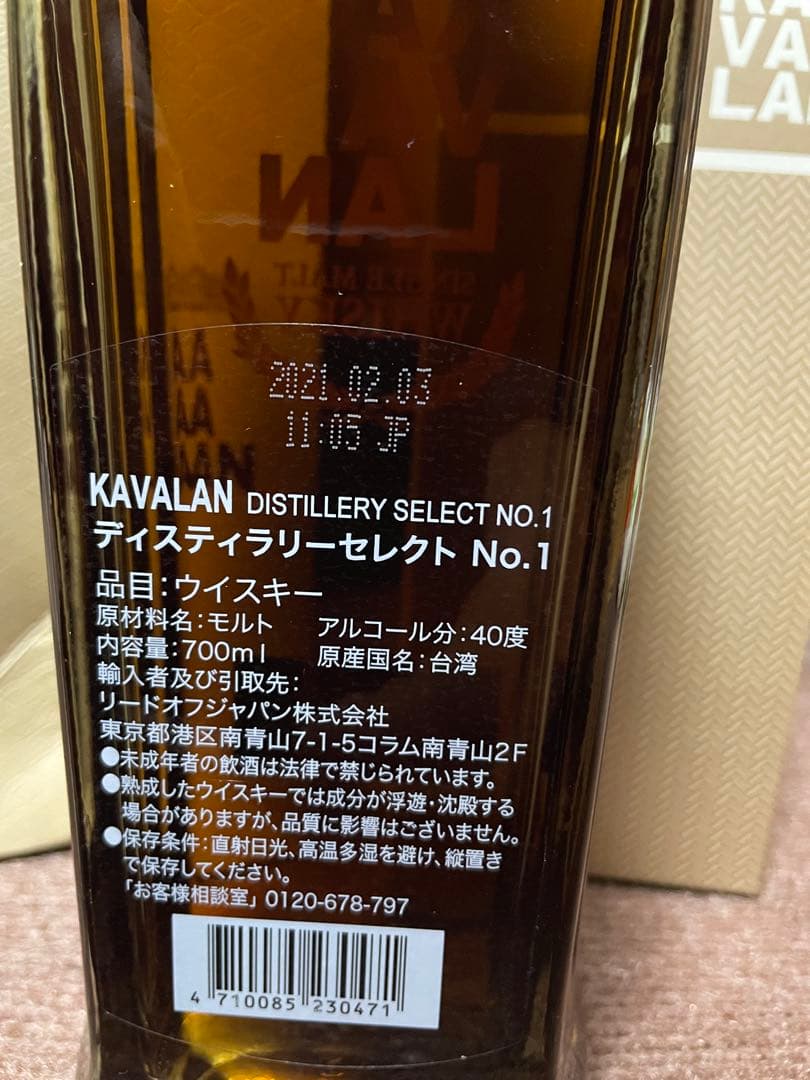 VA
LA
LAN
SINGLE MALT
WHISKY
2021.02.03
11:05 JP
KAVALAN DISTILLERY SELECT NO.1
ディスティラリーセレクト No.1
品目:ウイスキー
原材料名:モルト アルコール分:40度
内容量:700ml 原産国名:台湾
輸入者及び引取先:
リードオフジャパン株式会社
東京都港区南青山7-1-5コラム南青山2F
●未成年者の飲酒は法律で禁じられています。
●熟成したウイスキーでは成分が浮遊・沈殿する
場合がありますが、品質に影響はございません。
●保存条件:直射日光、高温多湿を避け、縦置き
で保存してください。
「お客様相談室」0120-678-797
4 710085 230471